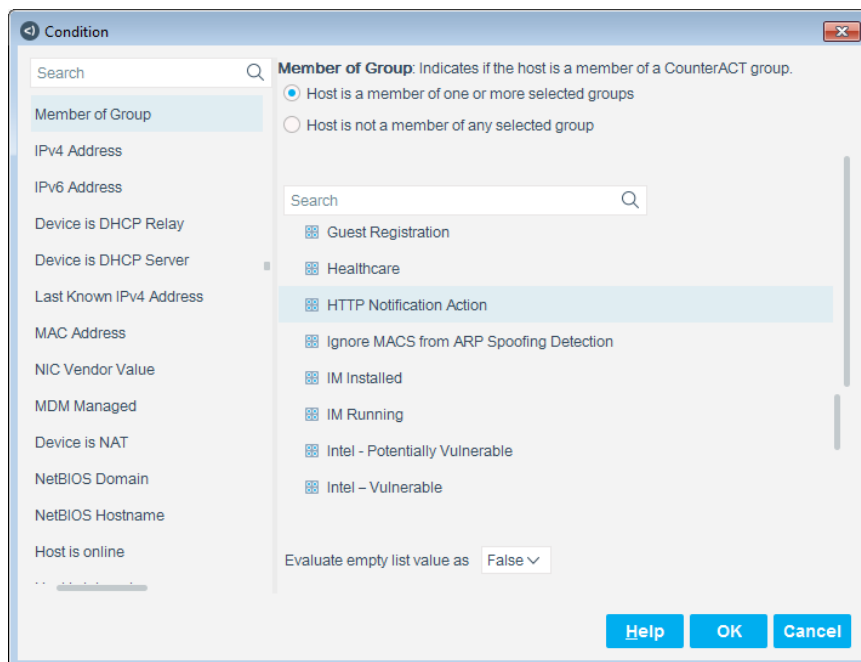 Condition
Search
Member of Group
IPv4 Address
IPv6 Address
Device is DHCP Relay
Device is DHCP Server
Last Known IPv4 Address
MAC Address
NIC Vendor Value
MDM Managed
Device is NAT
NetBIOS Domain
NetBIOS Hostname
Host is online
Member of Group: Indicates if the host is a member of a CounterACT group.
Host is a member of one or more selected groups
Host is not a member of any selected group
Search
Guest Registration
Healthcare
HTTP Notification Action
Ignore MACS from ARP Spoofing Detection
IM Installed
IM Running
Intel - Potentially Vulnerable
Intel – Vulnerable
Evaluate empty list value as False
Help OK Cancel